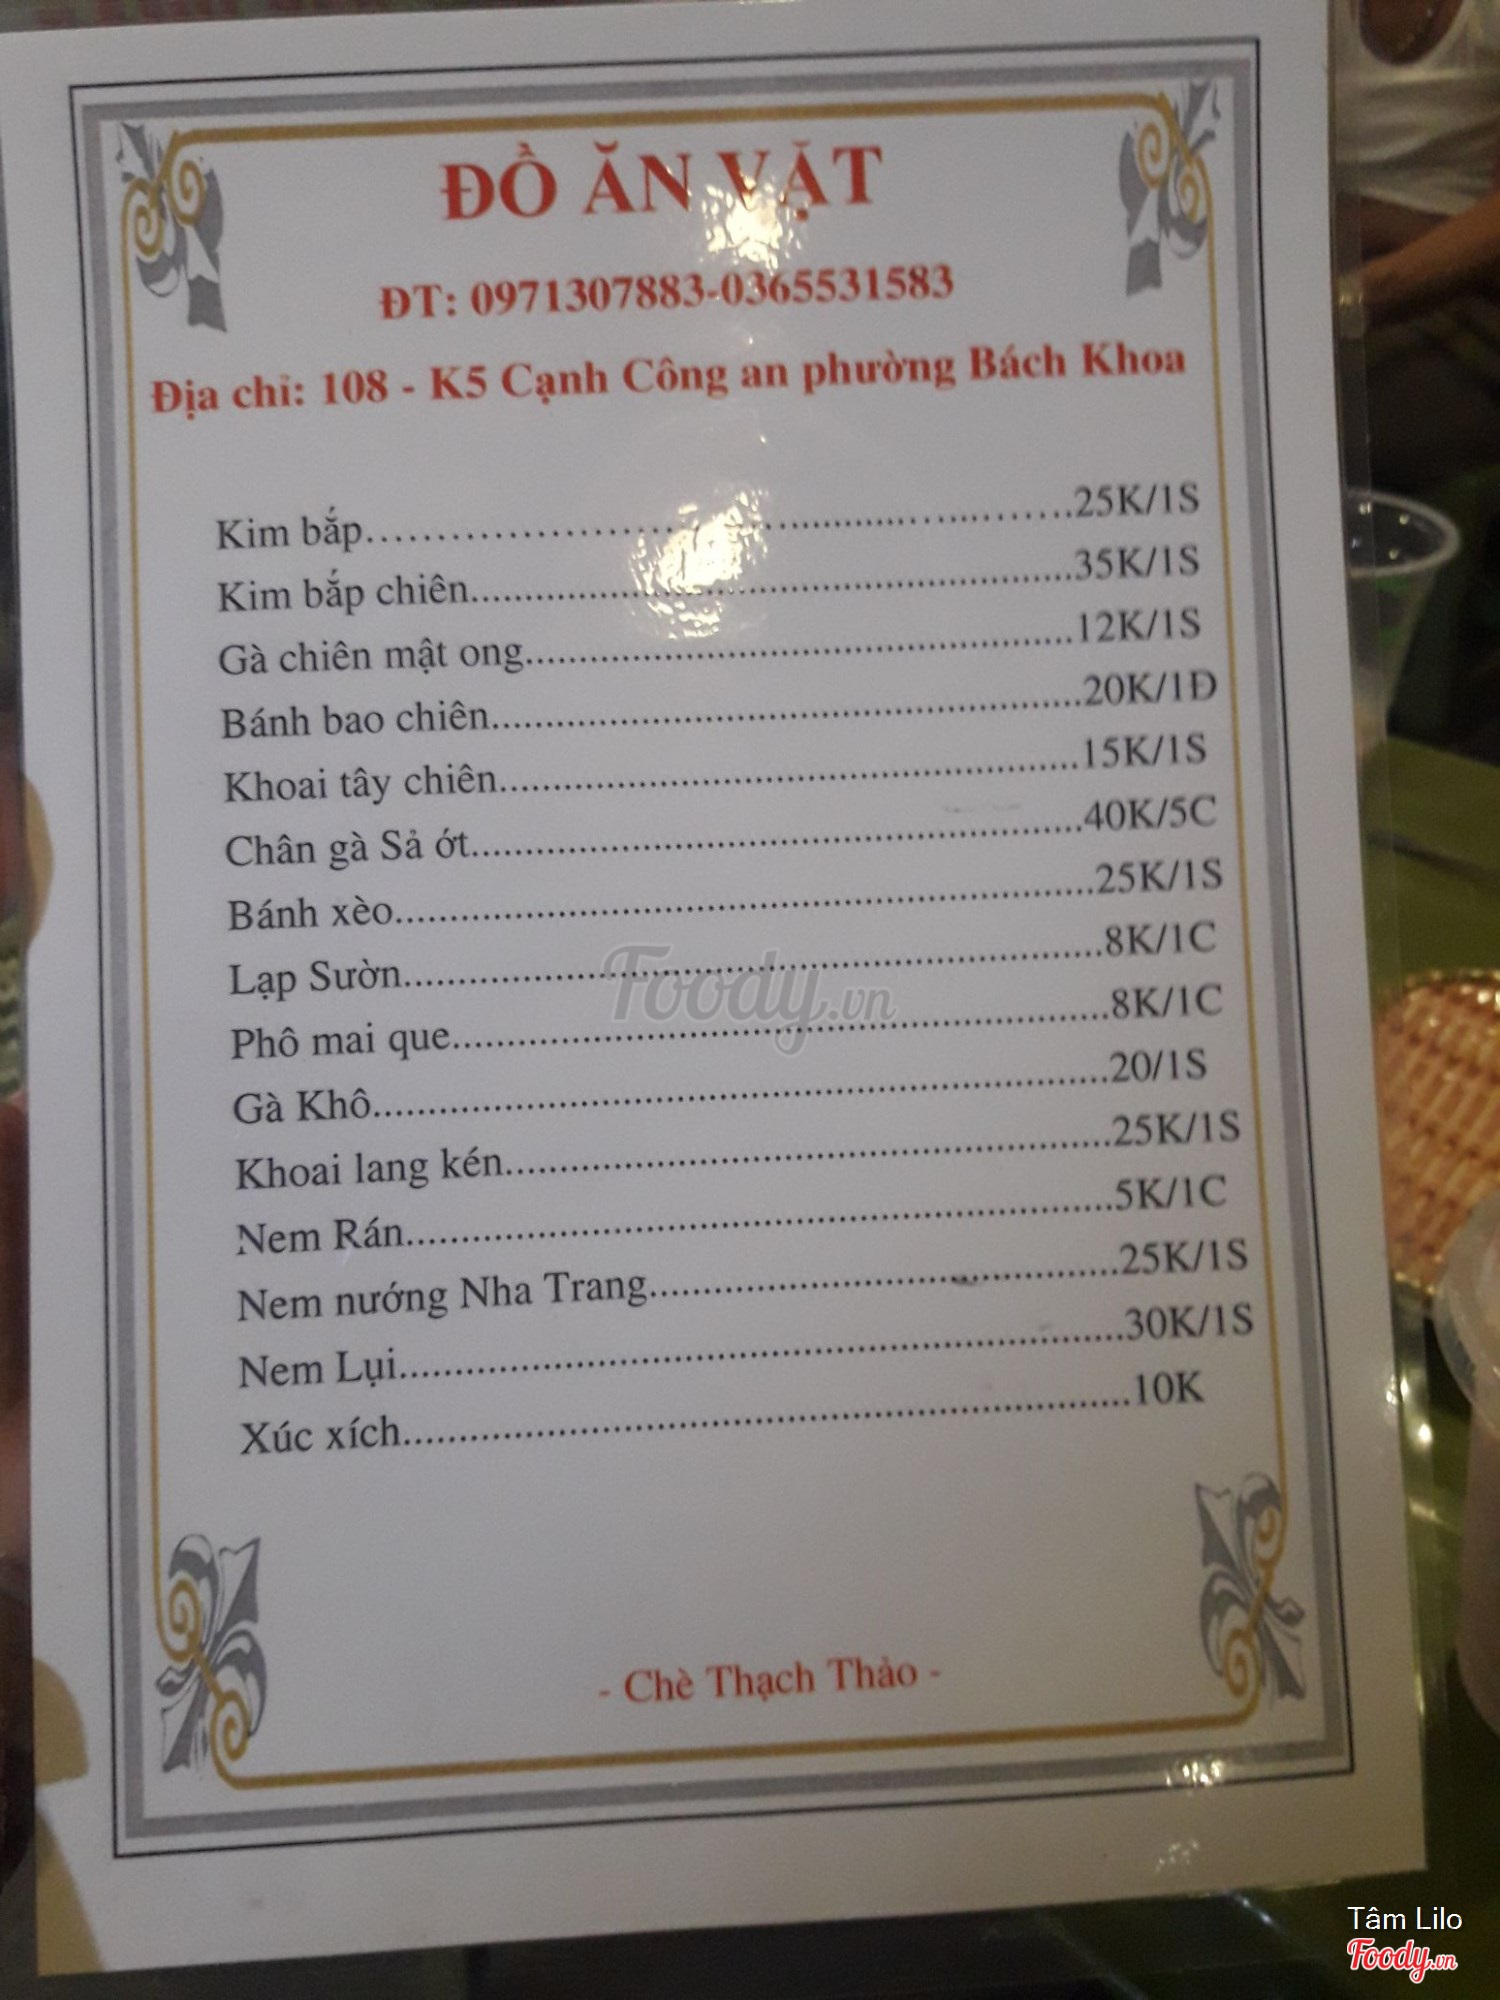 ĐỒ ĂN VẶT
ĐT: 0971307883-0365531583
Địa chỉ: 108 - K5 Cạnh Công an phường Bách Khoa
Kim bắp........................................25K/1S
Kim bắp chiên........................................35K/1S
Gà chiên mật ong........................................12K/1S
Bánh bao chiên........................................20K/1Đ
Khoai tây chiên........................................15K/1S
Chân gà Sả ớt........................................40K/5C
Bánh xèo........................................25K/1S
Lạp Sườn........................................8K/1C
Phô mai que........................................8K/1C
Gà Khô........................................20/1S
Khoai lang kén........................................25K/1S
Nem Rán........................................5K/1C
Nem nướng Nha Trang........................................25K/1S
Nem Lụi........................................30K/1S
Xúc xích........................................10K
- Chè Thạch Thảo -
Foody.vn
Tâm Lilo
Foody.vn